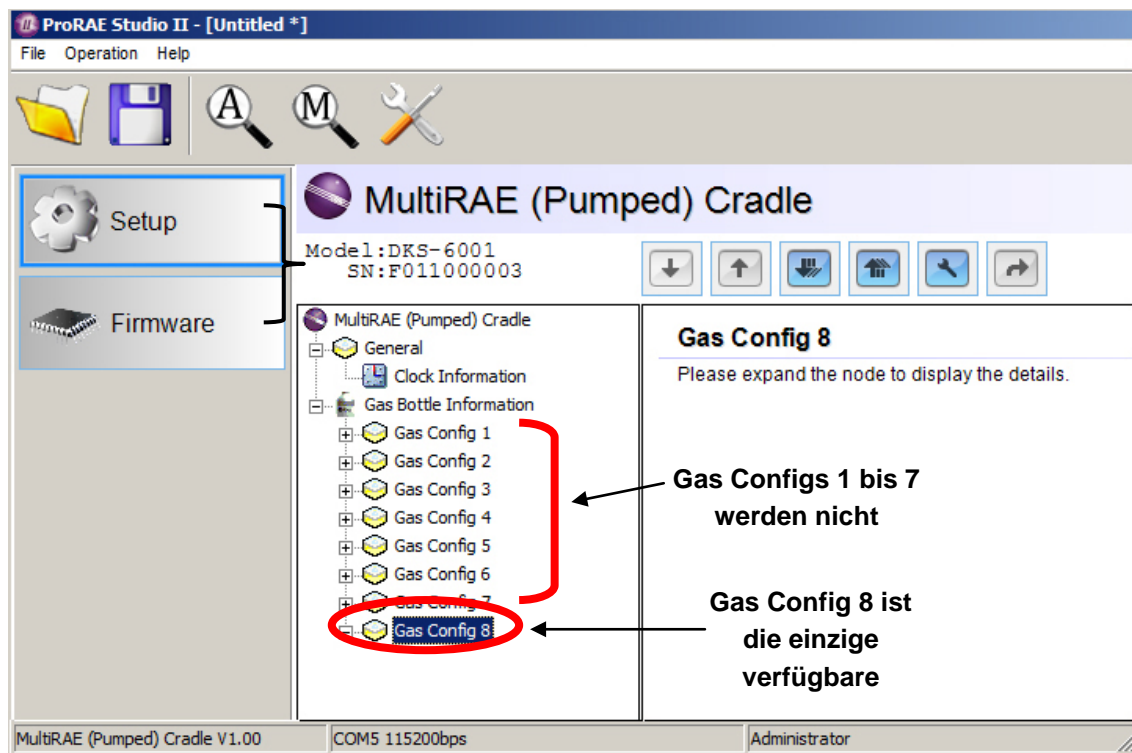 ProRAE Studio II - [Untitled *]
File Operation Help
A
M
Setup
Firmware
MultiRAE (Pumped) Cradle
Model:DKS-6001
SN:F011000003
MultiRAE (Pumped) Cradle
General
Clock Information
Gas Bottle Information
Gas Config 1
Gas Config 2
Gas Config 3
Gas Config 4
Gas Config 5
Gas Config 6
Gas Config 7
Gas Config 8
Gas Config 8
Please expand the node to display the details.
Gas Configs 1 bis 7
werden nicht
Gas Config 8 ist
die einzige
verfügbare
MultiRAE (Pumped) Cradle V1.00
COM5 115200bps
Administrator